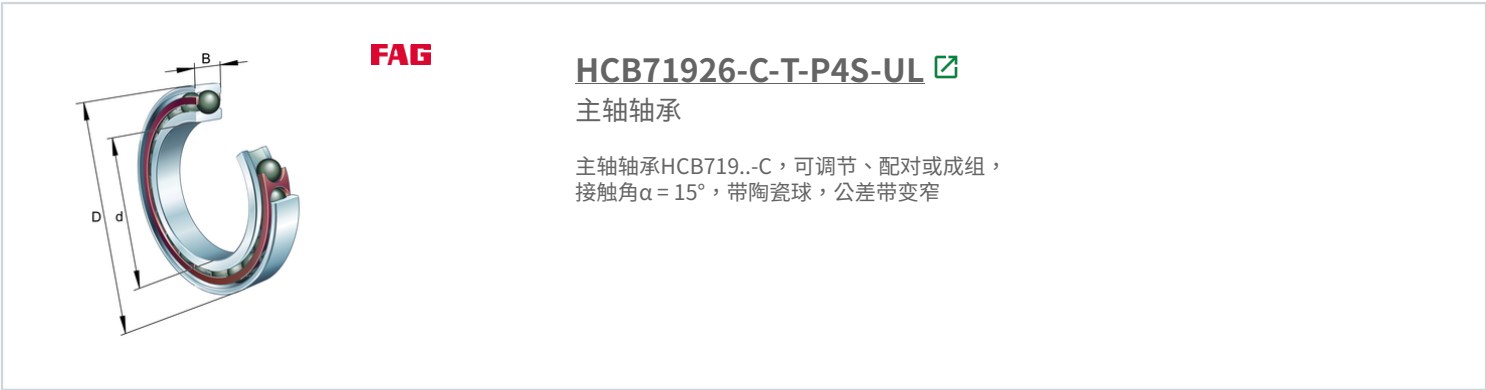 B
D
d
FAG
HCB71926-C-T-P4S-UL
主轴轴承
主轴轴承HCB719..-C，可调节、配对或成组，
接触角α = 15°，带陶瓷球，公差带变窄